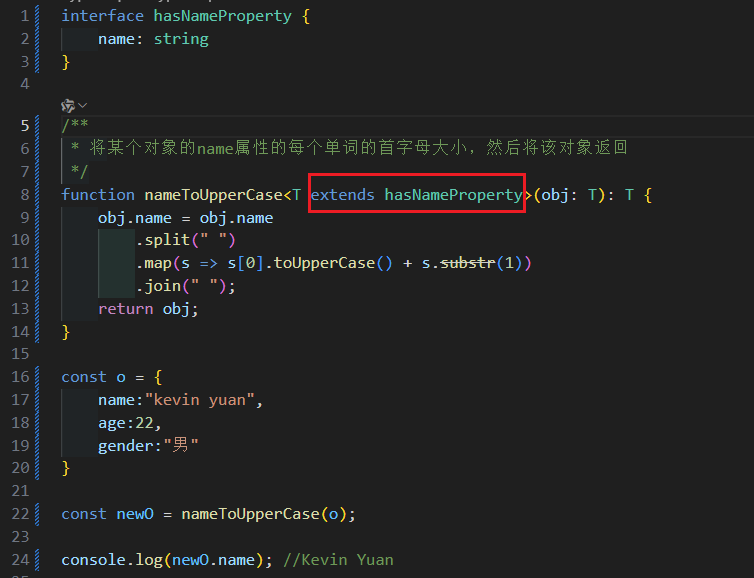 1 interface hasNameProperty {
2 name: string
3 }
4
5 /**
6 * 将某个对象的name属性的每个单词的首字母大小，然后将该对象返回
7 */
8 function nameToUpperCase<T extends hasNameProperty>(obj: T): T {
9 obj.name = obj.name
10 .split(" ")
11 .map(s => s[0].toUpperCase() + s.substr(1))
12 .join(" ");
13 return obj;
14 }
15
16 const o = {
17 name:"kevin yuan",
18 age:22,
19 gender:"男"
20 }
21
22 const newO = nameToUpperCase(o);
23
24 console.log(newO.name); //Kevin Yuan